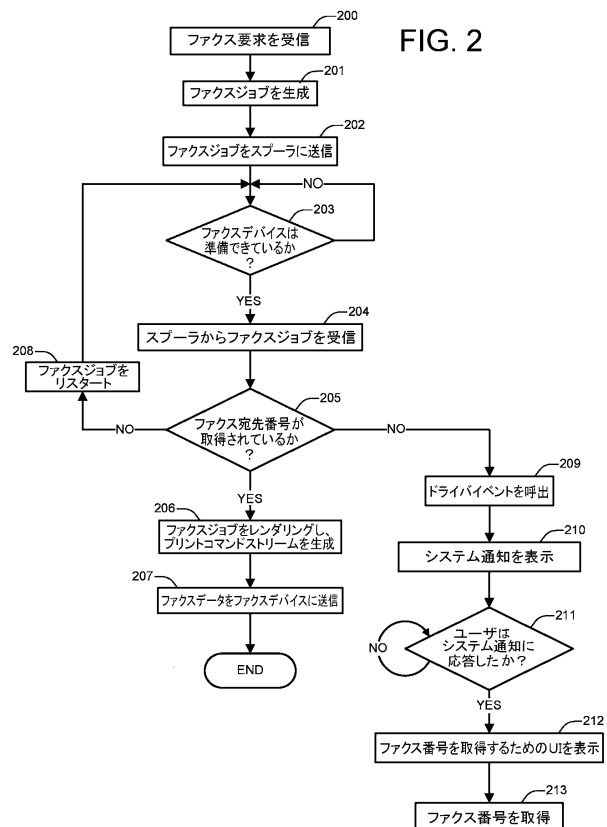 200
ファクス要求を受信
FIG. 2
201
ファクスジョブを生成
202
ファクスジョブをスプーラに送信
NO
203
ファクスデバイスは
準備できているか
?
YES
204
スプーラからファクスジョブを受信
208
ファクスジョブを
リスタート
205
ファクス宛先番号が
取得されているか
?
NO
NO
YES
206
ファクスジョブをレンダリングし、
プリントコマンドストリームを生成
207
ファクスデータをファクスデバイスに送信
END
209
ドライバイベントを呼出
210
システム通知を表示
211
ユーザは
システム通知に
応答したか?
NO
YES
212
ファクス番号を取得するためのUIを表示
213
ファクス番号を取得